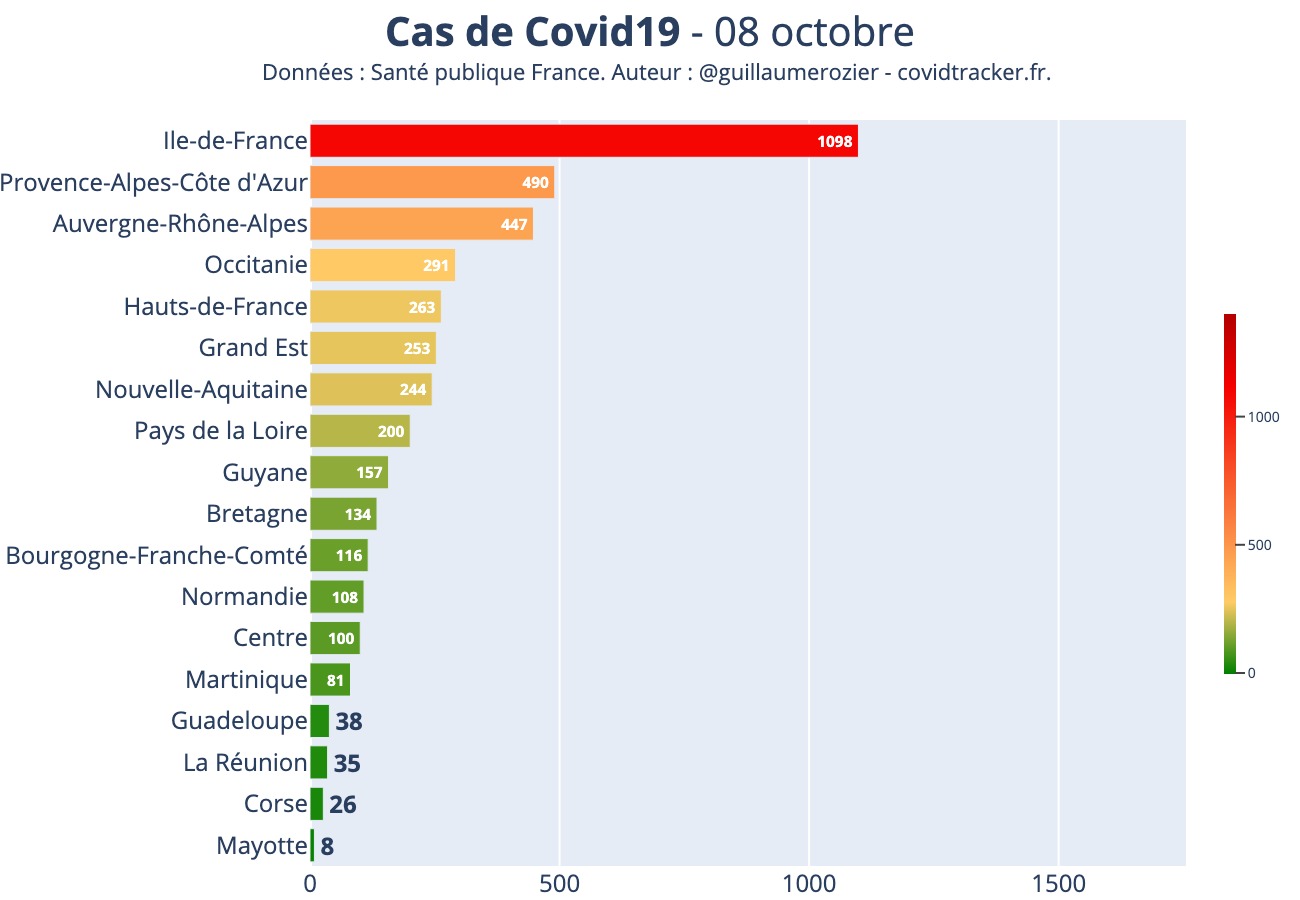 Cas de Covid19 - 08 octobre
Données : Santé publique France. Auteur : @guillaumerozier - covidtracker.fr.
Ile-de-France 1098
Provence-Alpes-Côte d'Azur 490
Auvergne-Rhône-Alpes 447
Occitanie 291
Hauts-de-France 263
Grand Est 253
Nouvelle-Aquitaine 244
Pays de la Loire 200
Guyane 157
Bretagne 134
Bourgogne-Franche-Comté 116
Normandie 108
Centre 100
Martinique 81
Guadeloupe 38
La Réunion 35
Corse 26
Mayotte 8
0 500 1000 1500
1000
500
0